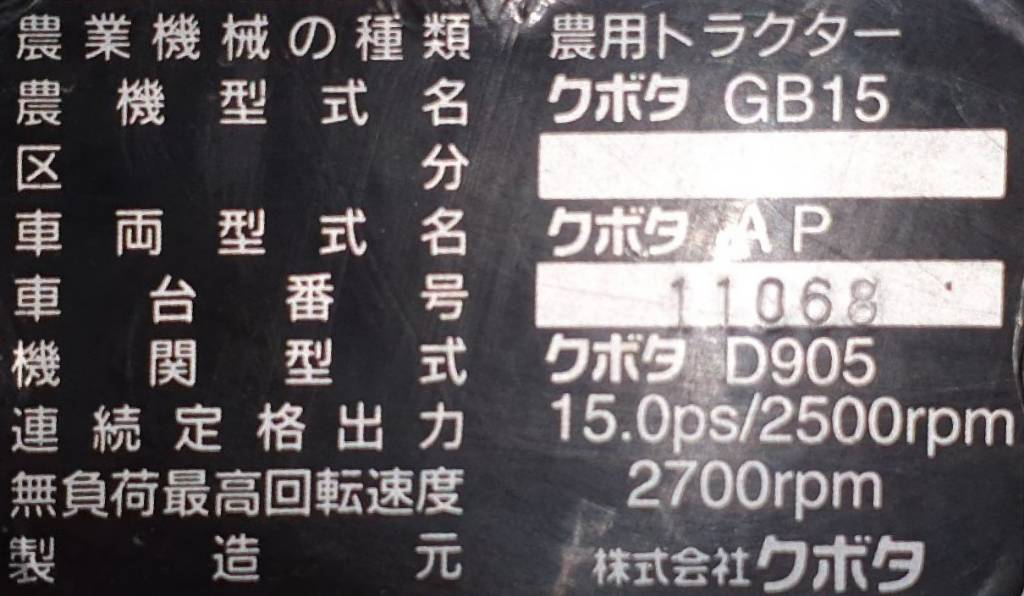 農業機械の種類 農用トラクター
農機型式名 クボタ GB15
区分
車両型式名 クボタ AP
車台番号 11068
機関型式 クボタ D905
連続定格出力 15.0ps/2500rpm
無負荷最高回転速度 2700rpm
製造元 株式会社クボタ